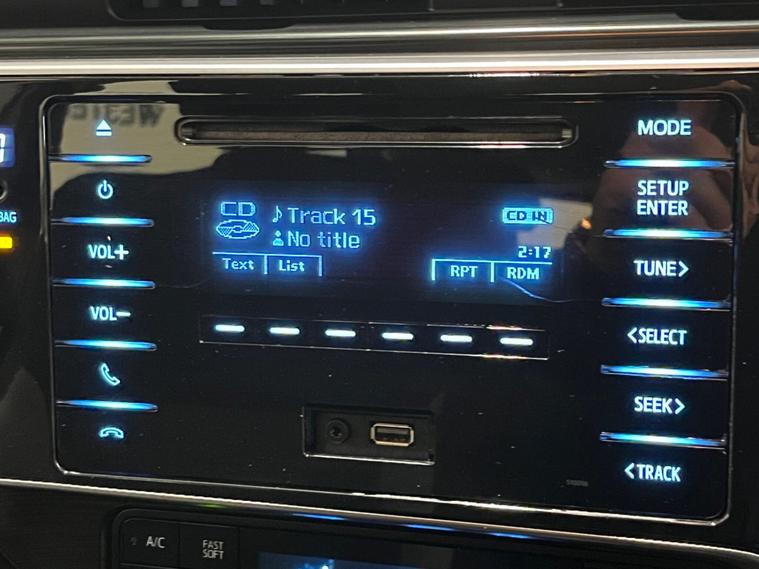 MODE
SETUP
ENTER
TUNE>
<SELECT
SEEK>
<TRACK
VOL+
VOL-
CD
Track 15
No title
CD IN
2:17
Text
List
RPT
RDM
BAG
A/C
FAST
SOFT